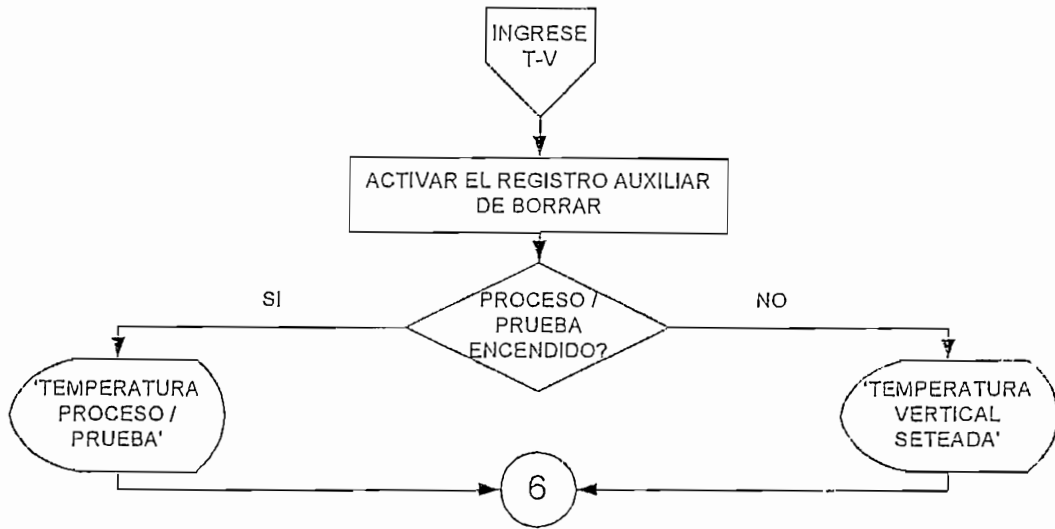 INGRESE
T-V
ACTIVAR EL REGISTRO AUXILIAR
DE BORRAR
SI
PROCESO /
PRUEBA
ENCENDIDO?
NO
'TEMPERATURA
PROCESO /
PRUEBA'
'TEMPERATURA
VERTICAL
SETEADA'
6